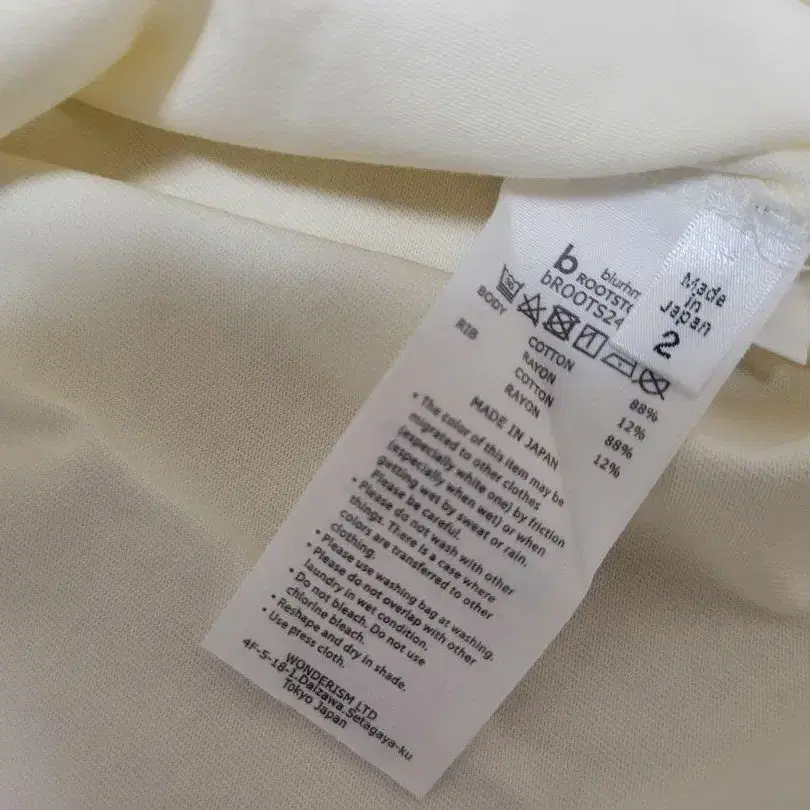 b
blurhm
ROOTSTO
bROOTS24
Made
in
Japan
2
30
BODY COTTON 88%
RAYON 12%
RIB COTTON 88%
RAYON 12%
MADE IN JAPAN
• The color of this item may be
migrated to other clothes
(especially white one) by friction
(especially when wet) or when
getting wet by sweat or rain.
Please be careful.
• Please do not wash with other
things. There is a case where
colors are transferred to other
clothing.
• Please use washing bag at washing.
• Please do not overlap with other
laundry in wet condition.
• Do not bleach. Do not use
chlorine bleach.
• Reshape and dry in shade.
• Use press cloth.
WONDERISM LTD
4F-5-18-1.Daizawa.Setagaya-ku
Tokyo Japan